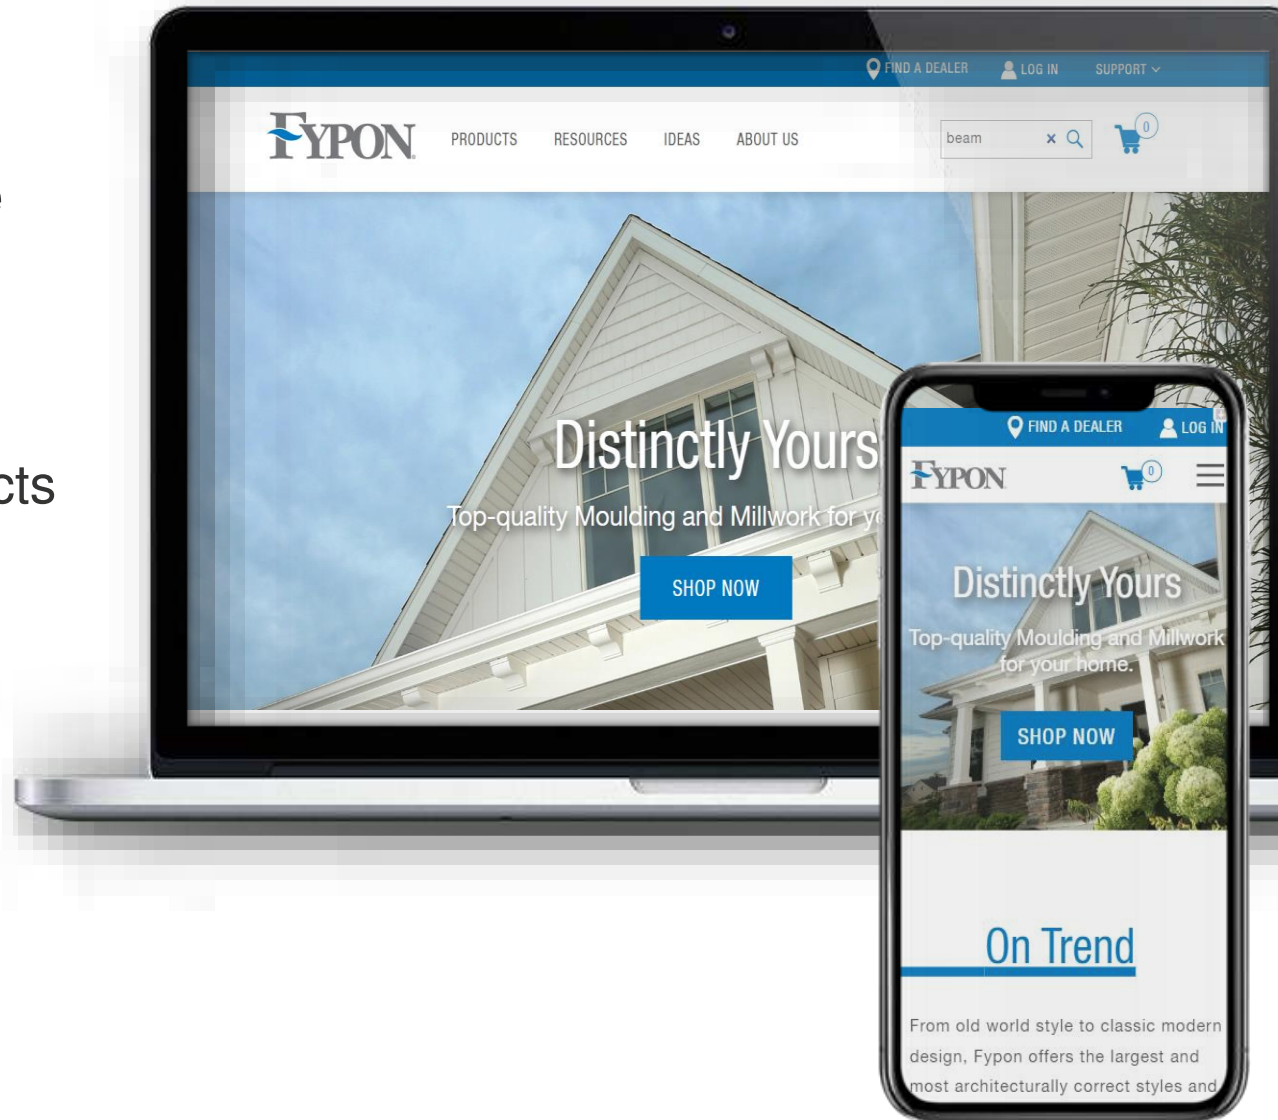 FIND A DEALER LOG IN SUPPORT
FYPON PRODUCTS RESOURCES IDEAS ABOUT US beam x 0
Distinctly Yours
Top-quality Moulding and Millwork for
SHOP NOW
e
cts
FIND A DEALER LOG IN
FYPON 0
Distinctly Yours
Top-quality Moulding and Millwork
for your home.
SHOP NOW
On Trend
From old world style to classic modern
design, Fypon offers the largest and
most architecturally correct styles and